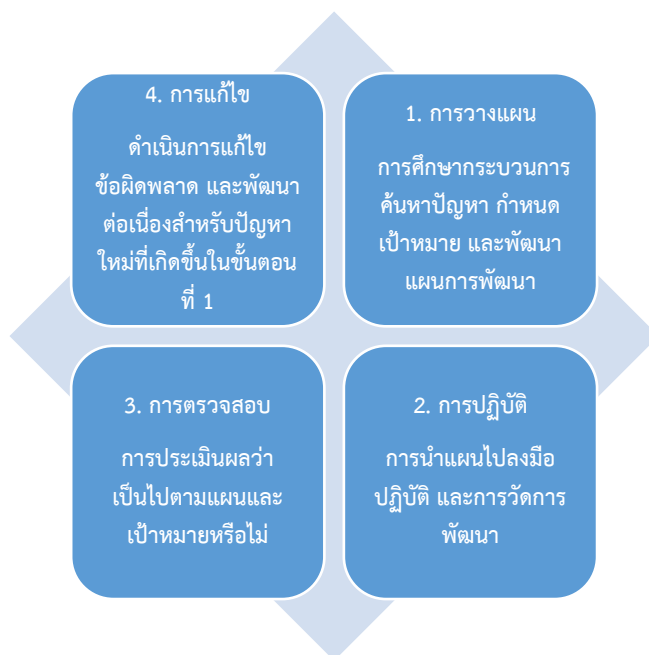 4. การแก้ไข
ดำเนินการแก้ไข
ข้อผิดพลาด และพัฒนา
ต่อเนื่องสำหรับปัญหา
ใหม่ที่เกิดขึ้นในขั้นตอน
ที่ 1
1. การวางแผน
การศึกษากระบวนการ
ค้นหาปัญหา กำหนด
เป้าหมาย และพัฒนา
แผนการพัฒนา
3. การตรวจสอบ
การประเมินผลว่า
เป็นไปตามแผนและ
เป้าหมายหรือไม่
2. การปฏิบัติ
การนำแผนไปลงมือ
ปฏิบัติ และการวัดการ
พัฒนา